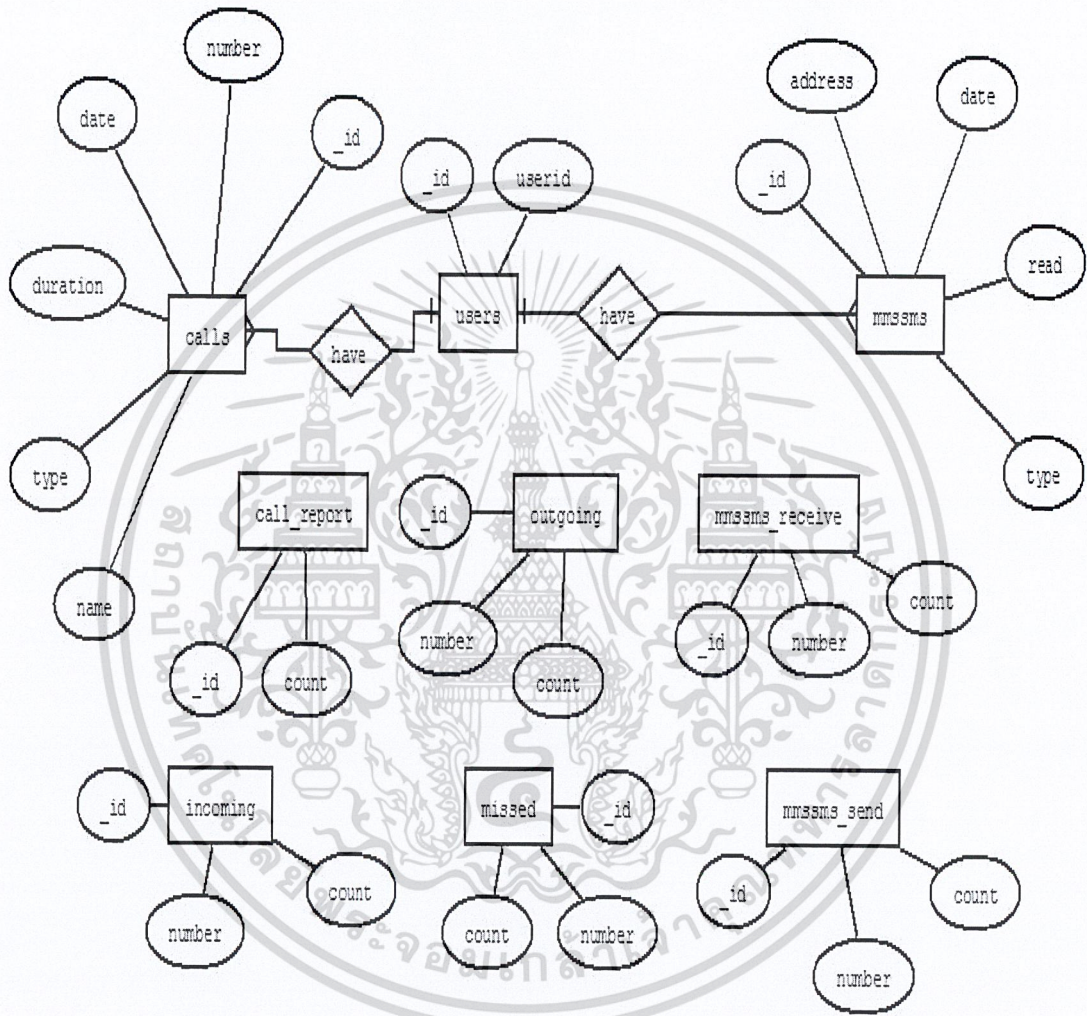 number
address
date
date
_id
_id
userid
_id
read
duration
calls
have
users
have
mmssms
type
type
name
call_report
_id
outgoing
mmssms_receive
number
count
_id
number
count
_id
count
_id
incoming
missed
_id
mmssms_send
number
count
count
number
_id
count
number